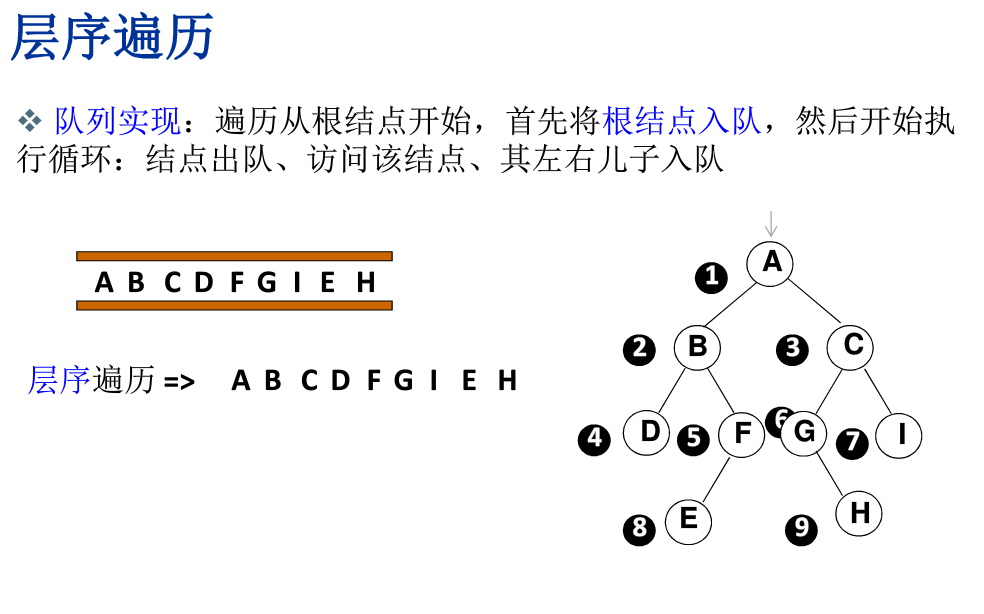 层序遍历
❖ 队列实现：遍历从根结点开始，首先将根结点入队，然后开始执
行循环：结点出队、访问该结点、其左右儿子入队
A B C D F G I E H
层序遍历 => A B C D F G I E H
1 A
2 B 3 C
4 D 5 F 6 G 7 I
8 E 9 H